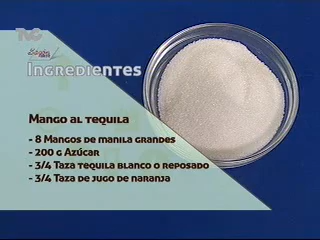 Ingredientes
Mango al tequila
- 8 Mangos de manila grandes
- 200 g Azúcar
- 3/4 Taza tequila blanco o reposado
- 3/4 Taza de jugo de naranja